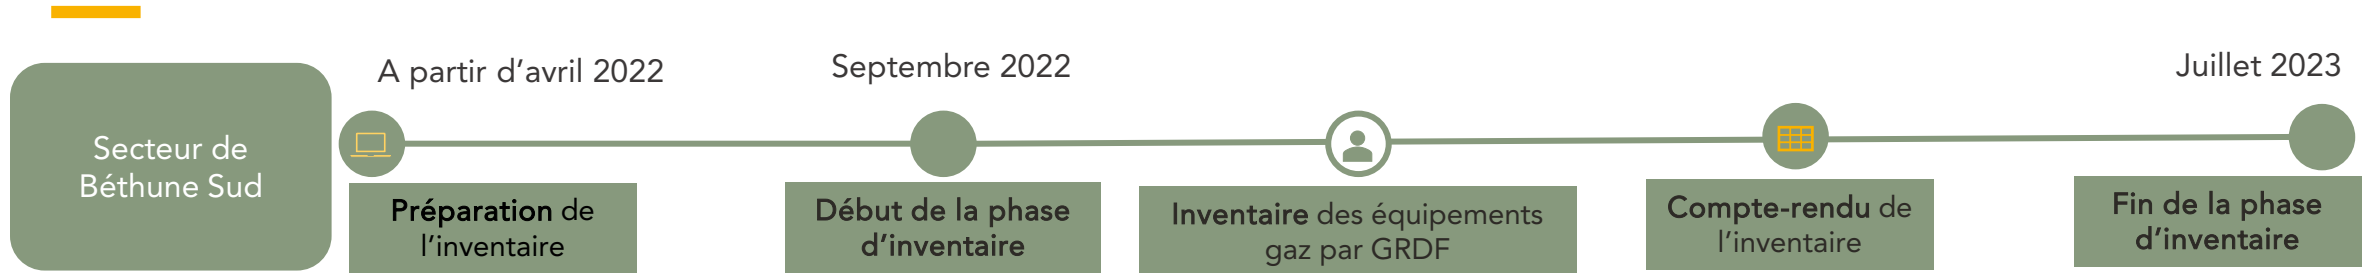 Secteur de
Béthune Sud
A partir d’avril 2022
Préparation de
l’inventaire
Septembre 2022
Début de la phase
d’inventaire
Inventaire des équipements
gaz par GRDF
Compte-rendu de
l’inventaire
Juillet 2023
Fin de la phase
d’inventaire